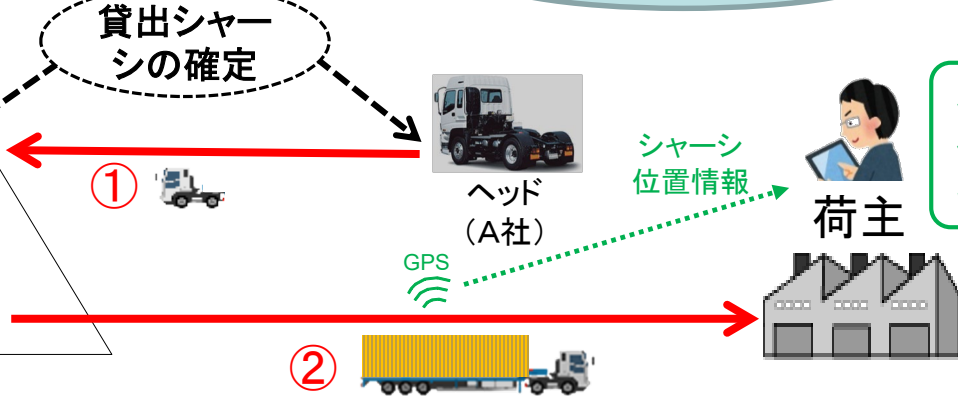 貸出シャー
シの確定
①
ヘッド
（A社）
シャーシ
位置情報
荷主
GPS
②